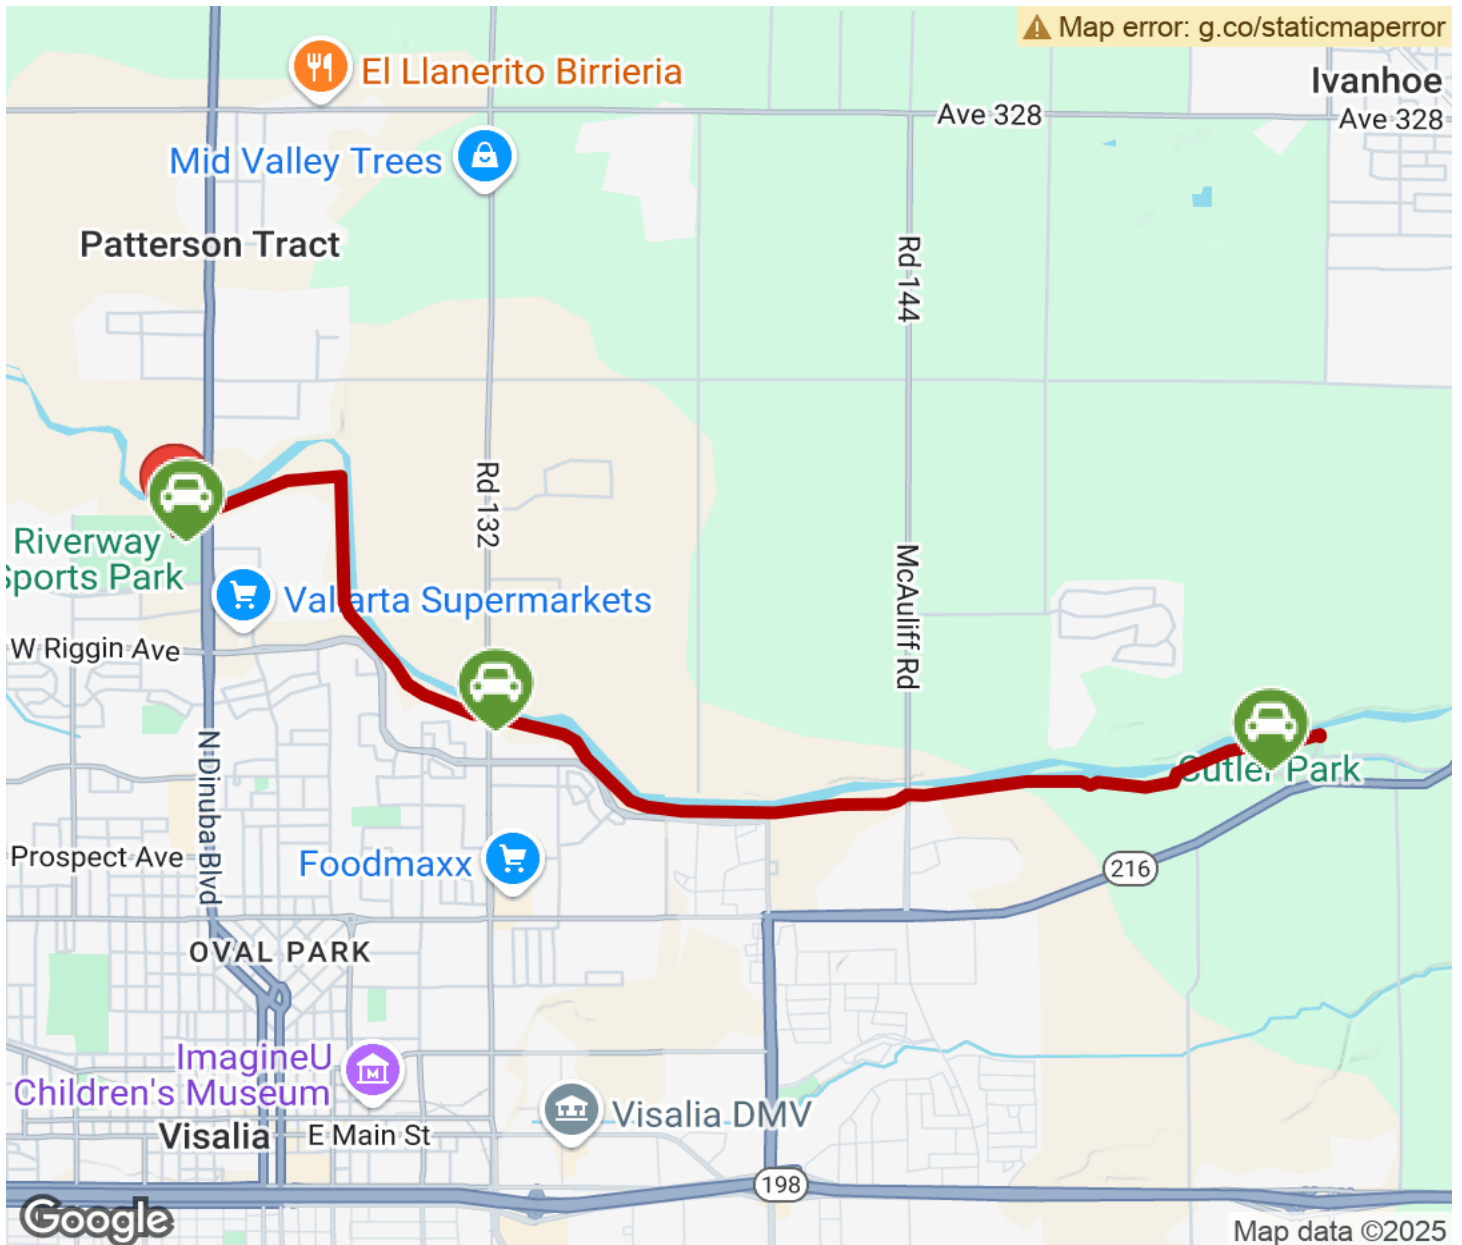 Map error: g.co/staticmaperror
El Llanerito Birrieria
Ivanhoe
Ave 328
Ave 328
Mid Valley Trees
Patterson Tract
Rd 144
Rd 132
Riverway
Sports Park
Vallarta Supermarkets
McAuliff Rd
W Riggin Ave
N Dinuba Blvd
Cutler Park
Prospect Ave
Foodmaxx
216
OVAL PARK
ImagineU
Children's Museum
M
Visalia DMV
Visalia
E Main St
198
Google
Map data ©2025